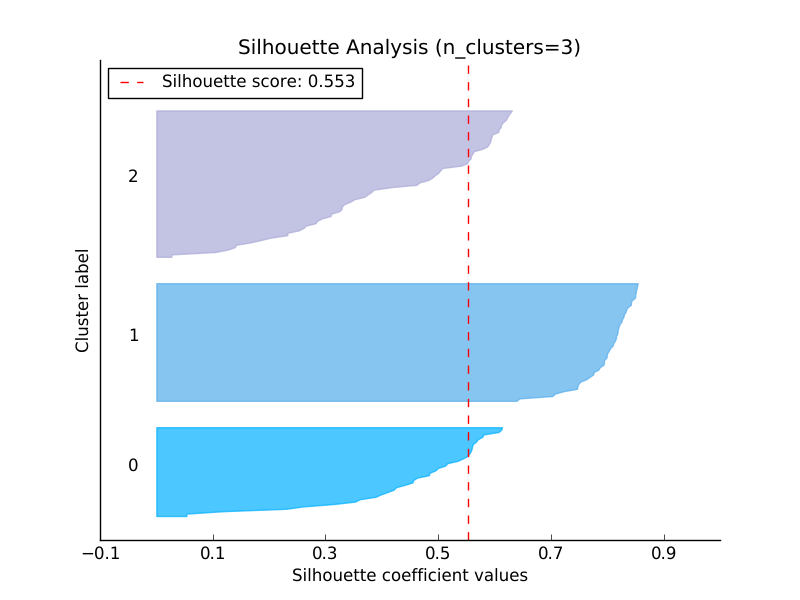 Silhouette Analysis (n_clusters=3)
Silhouette score: 0.553
2
1
0
Cluster label
−0.1 0.1 0.3 0.5 0.7 0.9
Silhouette coefficient values